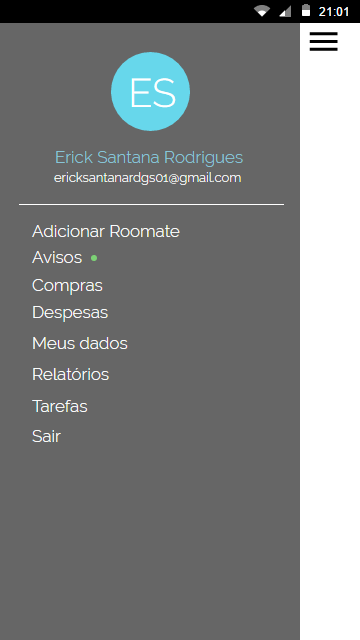 21:01
ES
Erick Santana Rodrigues
ericksantanardgs01@gmail.com
Adicionar Roomate
Avisos
Compras
Despesas
Meus dados
Relatórios
Tarefas
Sair